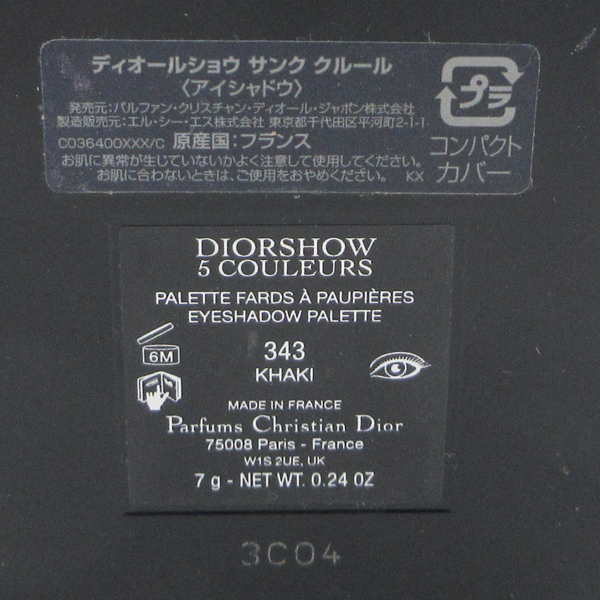 ディオールショウ サンク クルール
〈アイシャドウ〉
発売元:パルファン・クリスチャン・ディオール・ジャポン株式会社
製造販売元:エル・シー・エス株式会社 東京都千代田区平河町2-1-1
C036400XXX/C 原産国:フランス
お肌に異常が生じていないかよく注意して使用してください。
お肌に合わないときは、ご使用をおやめください。 KX
プラ
コンパクト
カバー
DIORSHOW
5 COULEURS
PALETTE FARDS À PAUPIÈRES
EYESHADOW PALETTE
6M
343
KHAKI
MADE IN FRANCE
Parfums Christian Dior
75008 Paris - France
W1S 2UE, UK
7 g - NET WT. 0.24 OZ
3C04